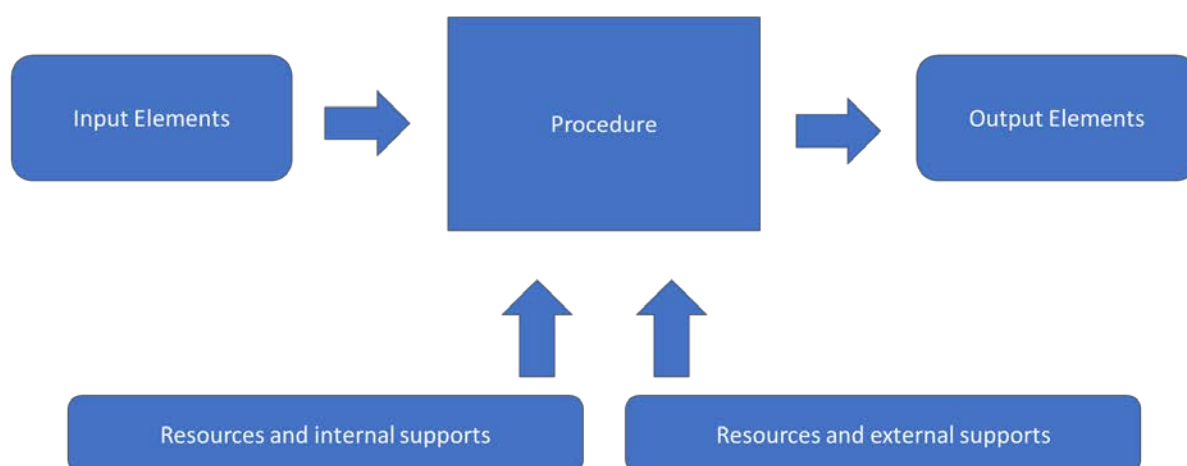 Input Elements
Procedure
Output Elements
Resources and internal supports
Resources and external supports